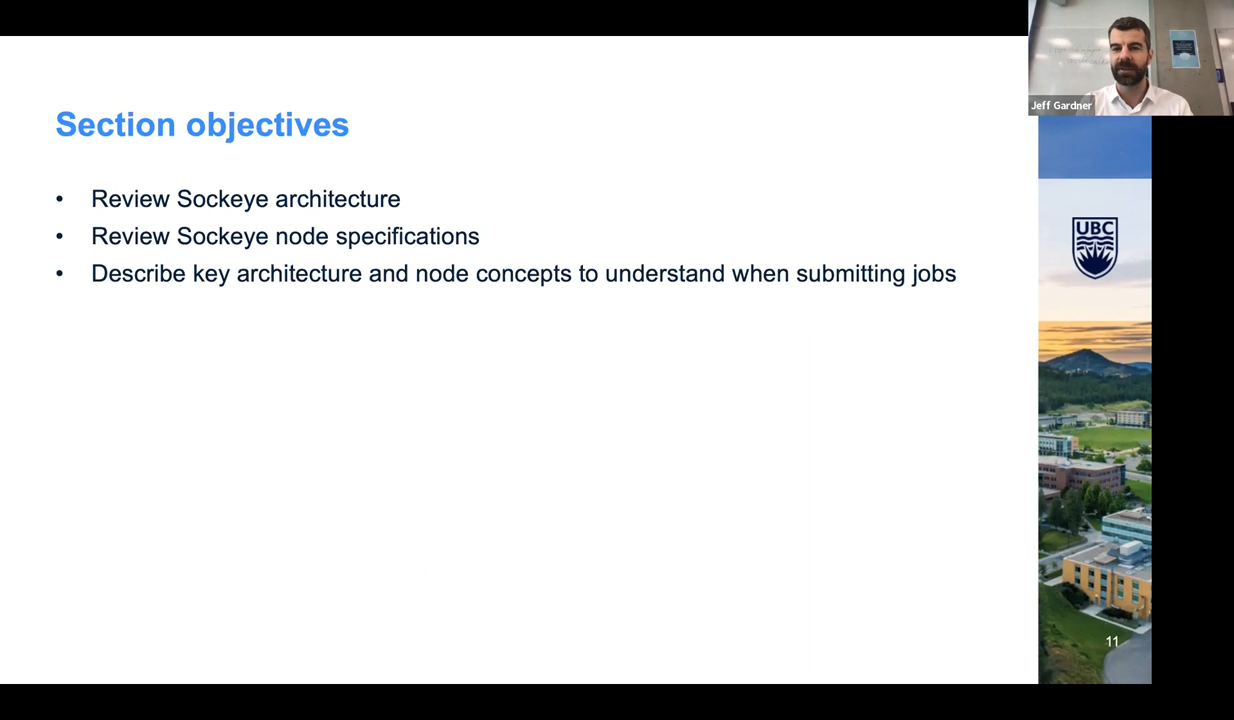 Jeff Gardner
Section objectives
• Review Sockeye architecture
• Review Sockeye node specifications
• Describe key architecture and node concepts to understand when submitting jobs
UBC
11